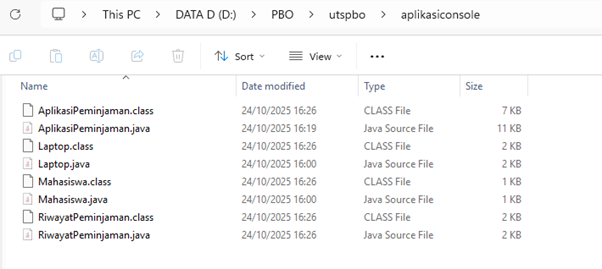 This PC > DATA D (D:) > PBO > utspbo > aplikasiconsole
Sort View
Name Date modified Type Size
AplikasiPeminjaman.class 24/10/2025 16:26 CLASS File 7 KB
AplikasiPeminjaman.java 24/10/2025 16:19 Java Source File 11 KB
Laptop.class 24/10/2025 16:26 CLASS File 2 KB
Laptop.java 24/10/2025 16:00 Java Source File 2 KB
Mahasiswa.class 24/10/2025 16:26 CLASS File 1 KB
Mahasiswa.java 24/10/2025 16:00 Java Source File 1 KB
RiwayatPeminjaman.class 24/10/2025 16:26 CLASS File 2 KB
RiwayatPeminjaman.java 24/10/2025 16:26 Java Source File 2 KB